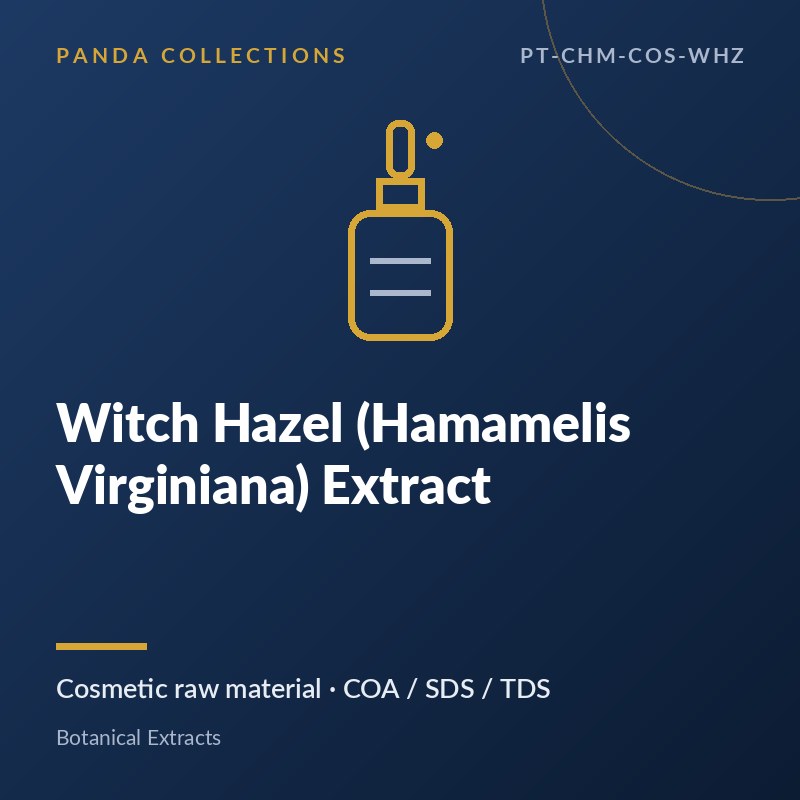 PANDA COLLECTIONS
PT-CHM-COS-WHZ
Witch Hazel (Hamamelis
Virginiana) Extract
Cosmetic raw material · COA / SDS / TDS
Botanical Extracts